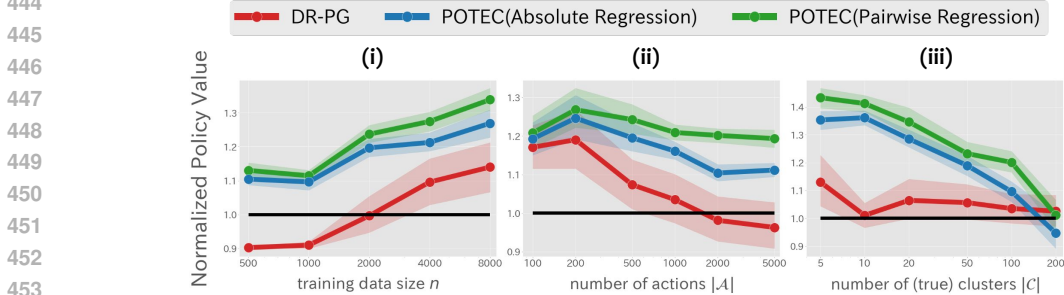 444
445
446
447
448
449
450
451
452
453
DR-PG POTEC(Absolute Regression) POTEC(Pairwise Regression)
Normalized Policy Value
(i)
1.3
1.2
1.1
1.0
0.9
500 1000 2000 4000 8000
training data size n
(ii)
1.3
1.2
1.1
1.0
0.9
100 200 500 1000 2000 5000
number of actions |𝒜|
(iii)
1.4
1.3
1.2
1.1
1.0
0.9
5 10 20 50 100 200
number of (true) clusters |𝒞|